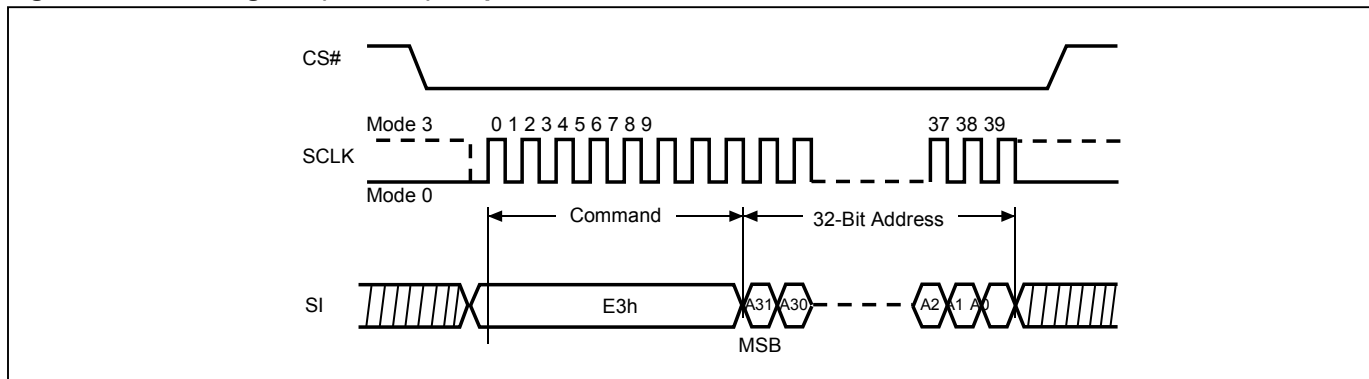 CS#
Mode 3
0 1 2 3 4 5 6 7 8 9
37 38 39
SCLK
Mode 0
Command
32-Bit Address
SI
E3h
A31
A30
A2
A1
A0
MSB